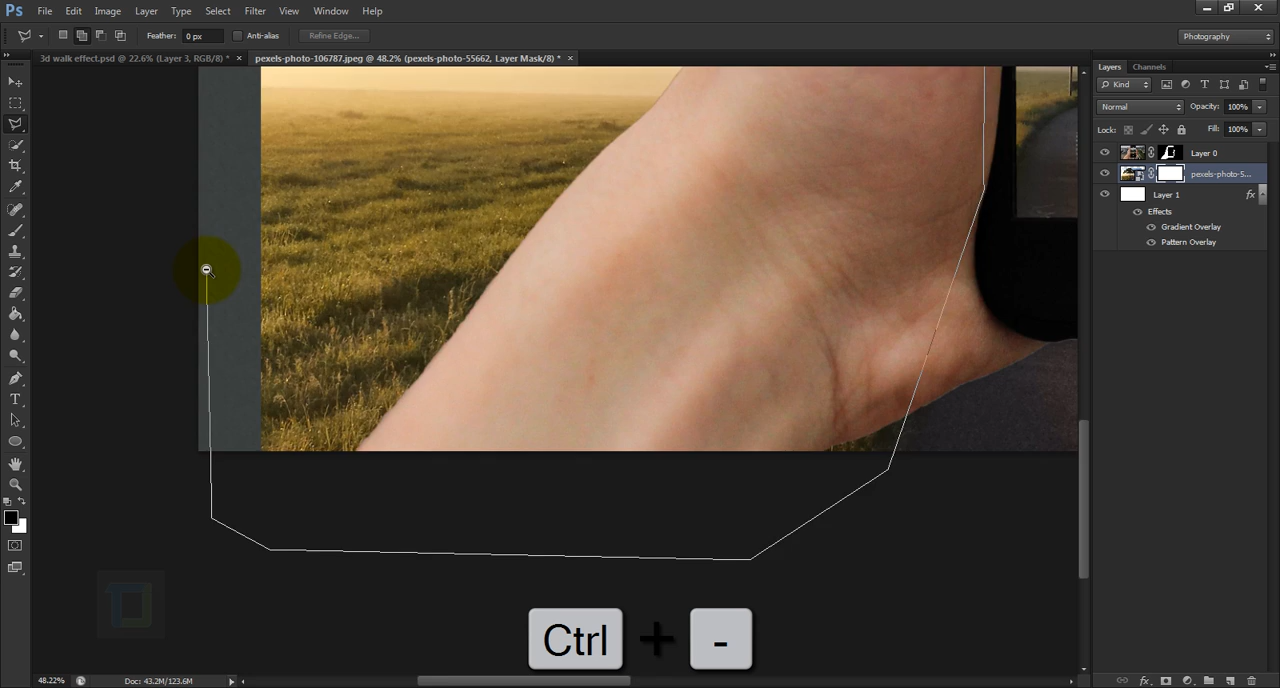 Ps File Edit Image Layer Type Select Filter View Window Help
Feather: 0 px Anti-alias Refine Edge... Photography
3d walk effect.psd @ 22.6% (Layer 3, RGB/8) * × pexels-photo-106787.jpeg @ 48.2% (pexels-photo-55662, Layer Mask/8) * ×
Layers Channels
Kind
Normal Opacity: 100%
Lock: Fill: 100%
Layer 0
pexels-photo-5...
Layer 1 fx
Effects
Gradient Overlay
Pattern Overlay
Ctrl + -
48.22% Doc: 43.2M/123.6M